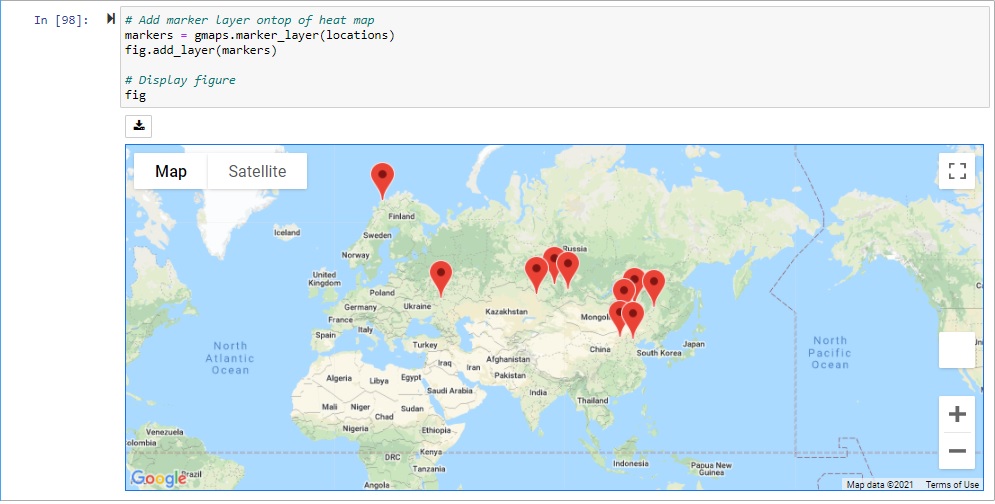 In [98]:
# Add marker layer ontop of heat map
markers = gmaps.marker_layer(locations)
fig.add_layer(markers)
# Display figure
fig
Map
Satellite
Iceland
Finland
Sweden
Norway
Russia
United
Kingdom
Poland
Germany
Ukraine
France
Kazakhstan
Mongol
Spain
Italy
Turkey
China
South Korea
Japan
North
Atlantic
Ocean
North
Pacific
Ocean
Iraq
Iran
Afghanistan
Pakistan
Algeria
Libya
Egypt
Saudi Arabia
India
Thailand
Mali
Niger
Chad
Sudan
Nigeria
Ethiopia
Venezuela
olombia
DRC
Kenya
Tanzania
Indonesia
Papua New
Guinea
Angola
Brazil
Google
Map data ©2021
Terms of Use